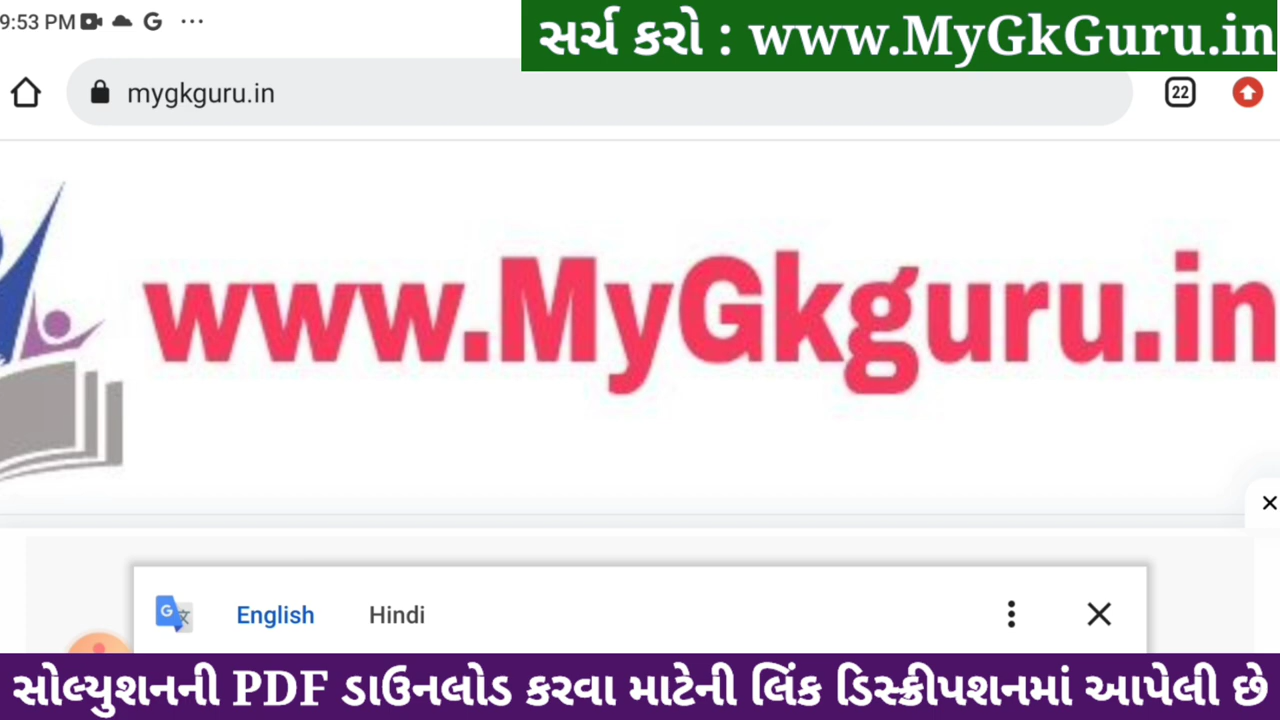 9:53 PM G ...
સર્ચ કરો : www.MyGkGuru.in
mygkguru.in
22
www.MyGkguru.in
English Hindi
સોલ્યુશનની PDF ડાઉનલોડ કરવા માટેની લિંક ડિસ્ક્રીપશનમાં આપેલી છે